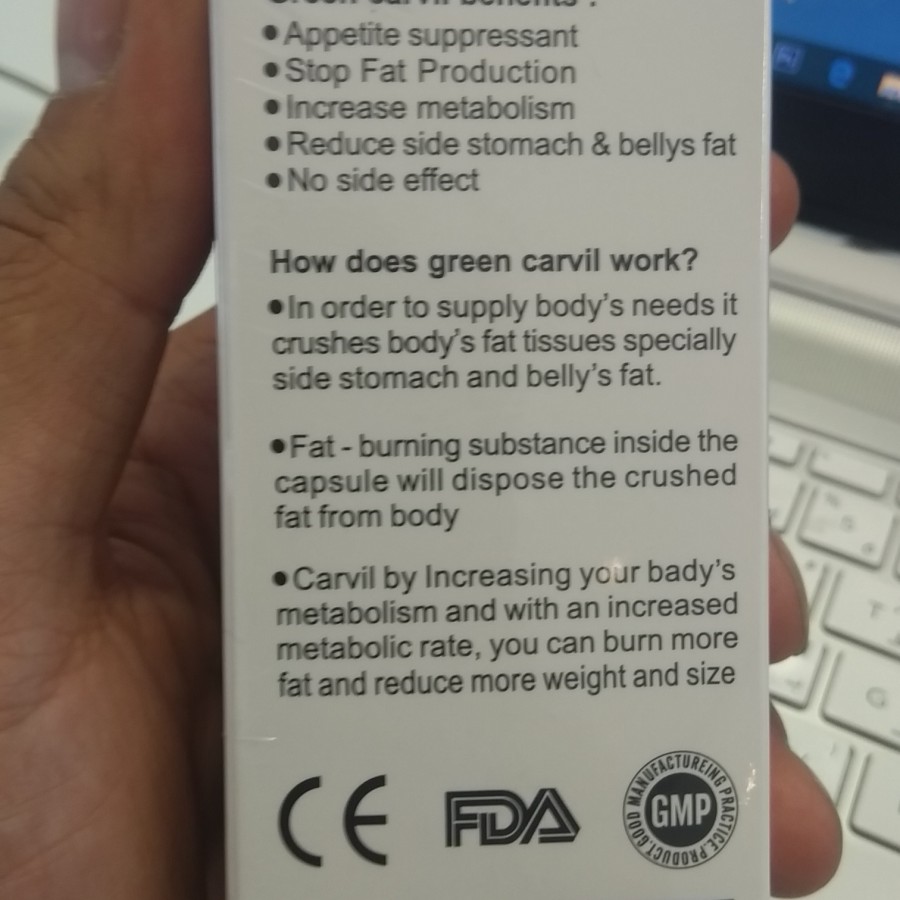 Green carvil benefits :
• Appetite suppressant
• Stop Fat Production
• Increase metabolism
• Reduce side stomach & bellys fat
• No side effect
How does green carvil work?
• In order to supply body's needs it
crushes body's fat tissues specially
side stomach and belly's fat.
• Fat - burning substance inside the
capsule will dispose the crushed
fat from body
• Carvil by Increasing your bady's
metabolism and with an increased
metabolic rate, you can burn more
fat and reduce more weight and size
CE FDA GMP
GOOD MANUFACTUREING PRACTICE.PRODUCT.